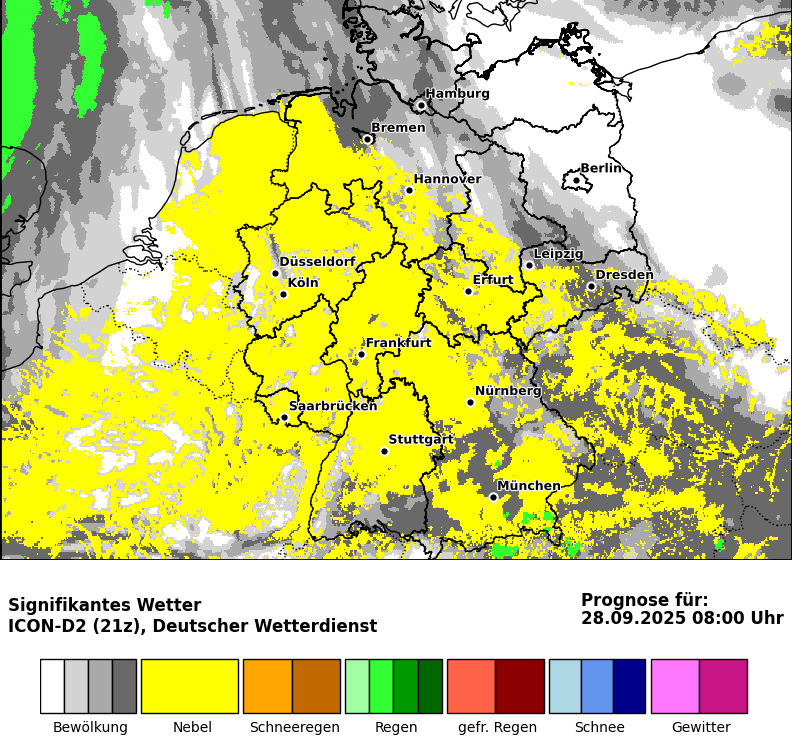 Hamburg
Bremen
Berlin
Hannover
Leipzig
Düsseldorf
Dresden
Erfurt
Köln
Frankfurt
Nürnberg
Saarbrücken
Stuttgart
München
Signifikantes Wetter
ICON-D2 (21z), Deutscher Wetterdienst
Prognose für:
28.09.2025 08:00 Uhr
Bewölkung Nebel Schneeregen Regen gefr. Regen Schnee Gewitter